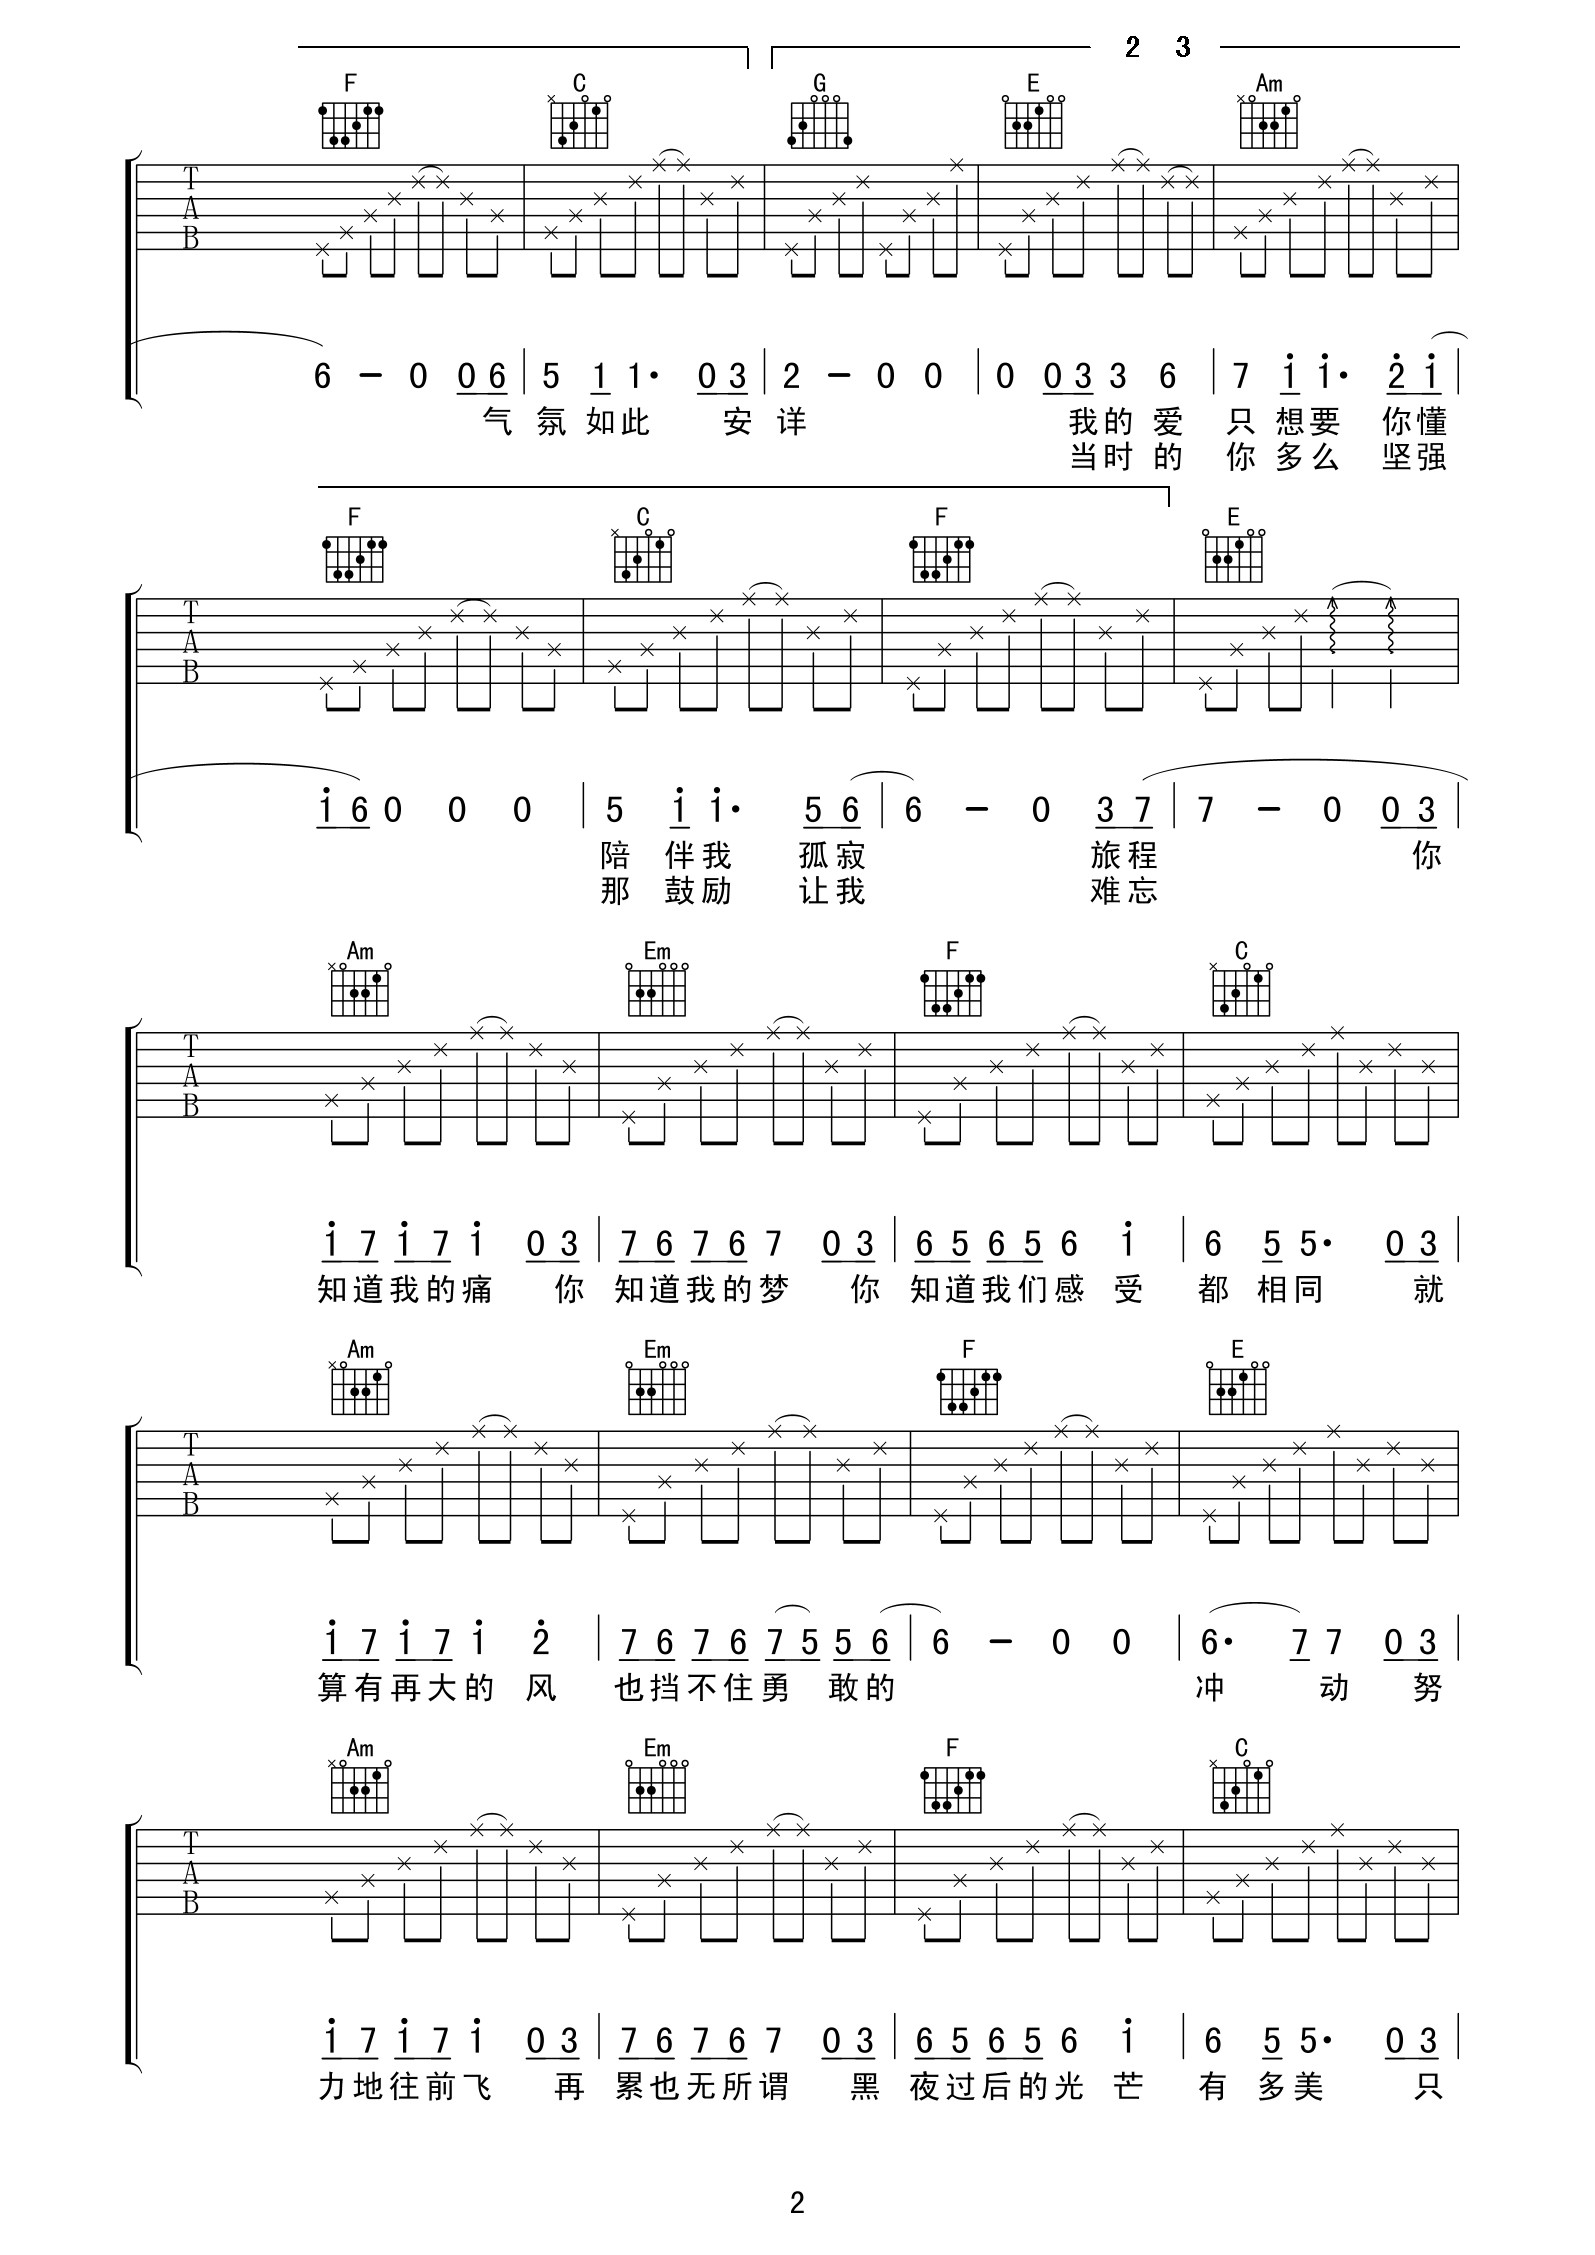 2 3
F C G E Am
T
A
B
6 – 0 0 6 | 5 1 1· 0 3 | 2 – 0 0 | 0 0 3 3 6 | 7 i i· 2̇ i |
气 氛 如 此 安 详 我 的 爱 只 想 要 你 懂
当 时 的 你 多 么 坚 强
F C F E
T
A
B
i 6 0 0 0 | 5 i i· 5 6 | 6 – 0 3 7 | 7 – 0 0 3 |
陪 伴 我 孤 寂 旅 程 你
那 鼓 励 让 我 难 忘
Am Em F C
T
A
B
i 7 i 7 i 0 3 | 7 6 7 6 7 0 3 | 6 5 6 5 6 i | 6 5 5· 0 3 |
知 道 我 的 痛 你 知 道 我 的 梦 你 知 道 我 们 感 受 都 相 同 就
Am Em F E
T
A
B
i 7 i 7 i 2̇ | 7 6 7 6 7 5 5 6 | 6 – 0 0 | 6· 7 7 0 3 |
算 有 再 大 的 风 也 挡 不 住 勇 敢 的 冲 动 努
Am Em F C
T
A
B
i 7 i 7 i 0 3 | 7 6 7 6 7 0 3 | 6 5 6 5 6 i | 6 5 5· 0 3 |
力 地 往 前 飞 再 累 也 无 所 谓 黑 夜 过 后 的 光 芒 有 多 美 只
2